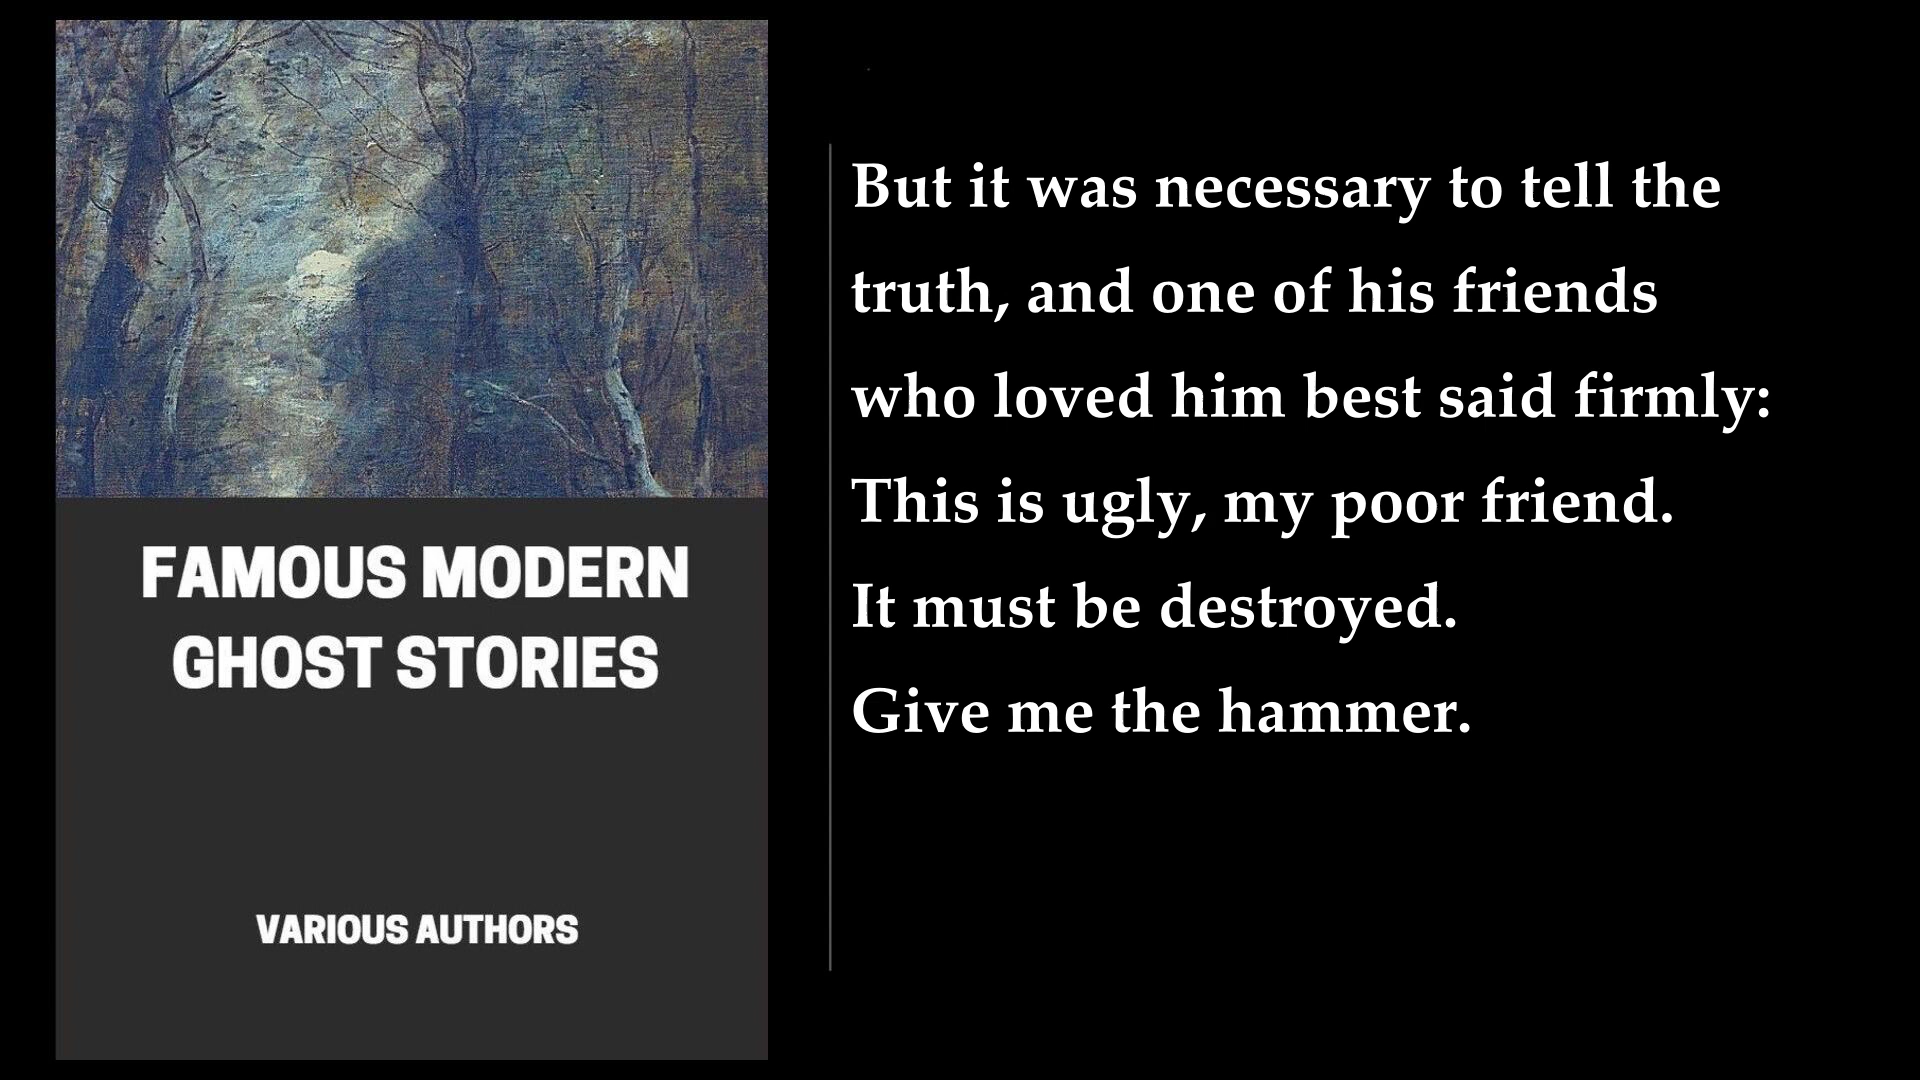 FAMOUS MODERN
GHOST STORIES
VARIOUS AUTHORS
But it was necessary to tell the
truth, and one of his friends
who loved him best said firmly:
This is ugly, my poor friend.
It must be destroyed.
Give me the hammer.